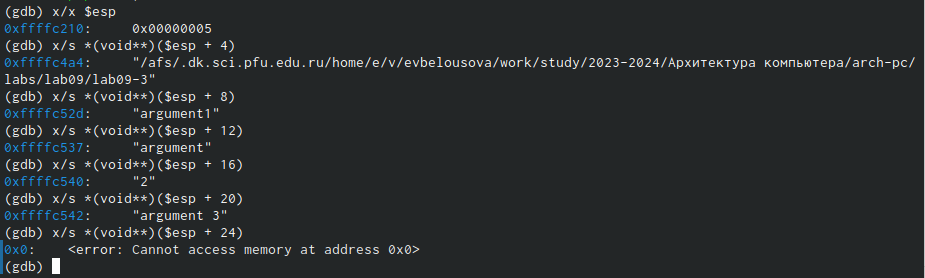 (gdb) x/x $esp
0xffffc210:     0x00000005
(gdb) x/s *(void**)($esp + 4)
0xffffc4a4:     "/afs/.dk.sci.pfu.edu.ru/home/e/v/evbelousova/work/study/2023-2024/Архитектура компьютера/arch-pc/
labs/lab09/lab09-3"
(gdb) x/s *(void**)($esp + 8)
0xffffc52d:     "argument1"
(gdb) x/s *(void**)($esp + 12)
0xffffc537:     "argument"
(gdb) x/s *(void**)($esp + 16)
0xffffc540:     "2"
(gdb) x/s *(void**)($esp + 20)
0xffffc542:     "argument 3"
(gdb) x/s *(void**)($esp + 24)
0x0:    <error: Cannot access memory at address 0x0>
(gdb)